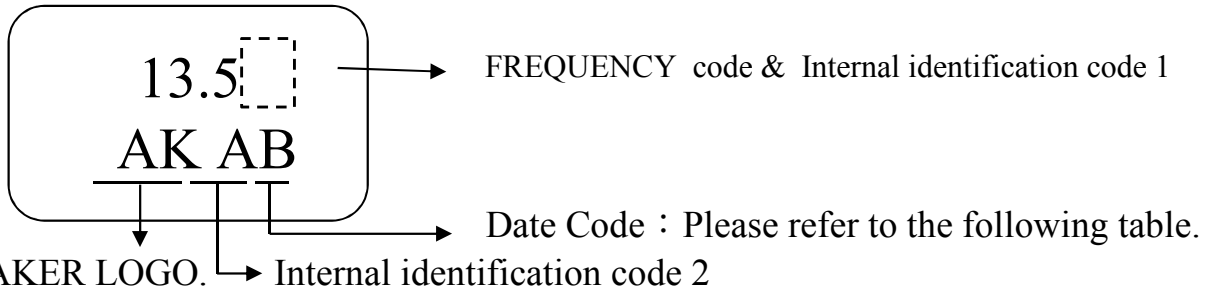 13.5
FREQUENCY code & Internal identification code 1
AK AB
Date Code：Please refer to the following table.
AKER LOGO. Internal identification code 2